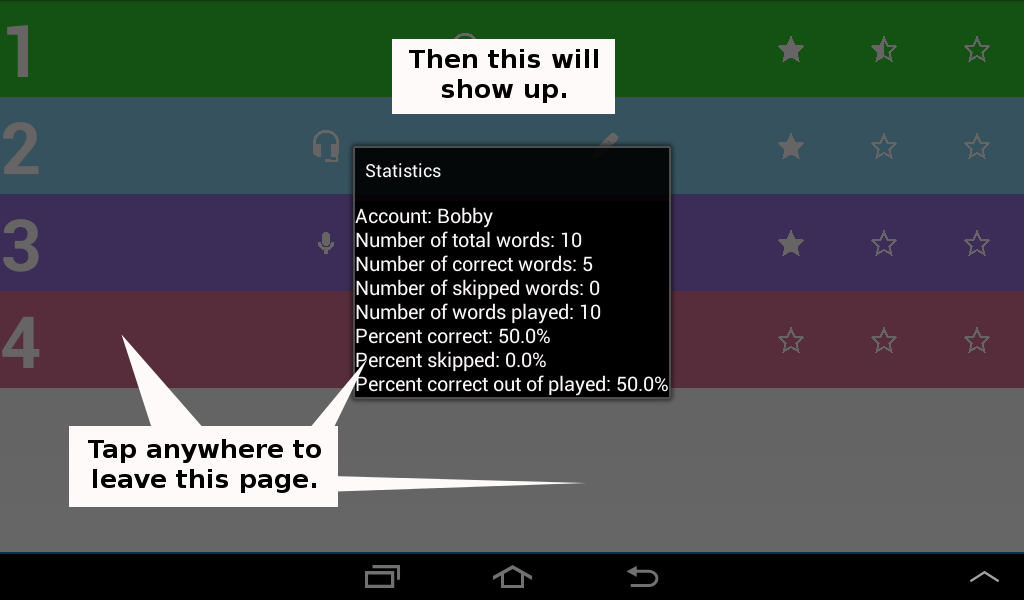 1
Then this will
show up.
2
Statistics
Account: Bobby
Number of total words: 10
Number of correct words: 5
Number of skipped words: 0
Number of words played: 10
Percent correct: 50.0%
Percent skipped: 0.0%
Percent correct out of played: 50.0%
3
4
Tap anywhere to
leave this page.